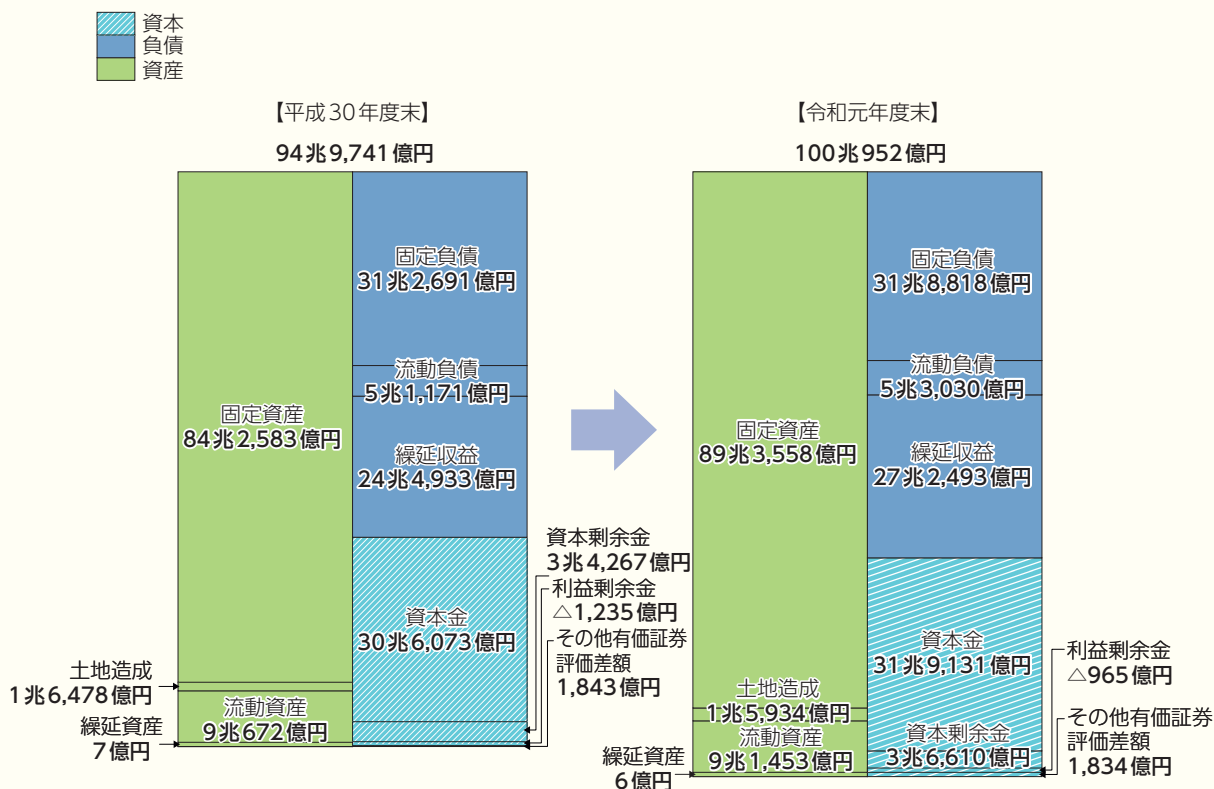 資本
負債
資産
【平成30年度末】
94兆9,741億円
固定資産
84兆2,583億円
土地造成
1兆6,478億円
流動資産
9兆672億円
繰延資産
7億円
固定負債
31兆2,691億円
流動負債
5兆1,171億円
繰延収益
24兆4,933億円
資本金
30兆6,073億円
資本剰余金
3兆4,267億円
利益剰余金
△1,235億円
その他有価証券
評価差額
1,843億円
【令和元年度末】
100兆952億円
固定資産
89兆3,558億円
土地造成
1兆5,934億円
流動資産
9兆1,453億円
繰延資産
6億円
固定負債
31兆8,818億円
流動負債
5兆3,030億円
繰延収益
27兆2,493億円
資本金
31兆9,131億円
資本剰余金
3兆6,610億円
利益剰余金
△965億円
その他有価証券
評価差額
1,834億円